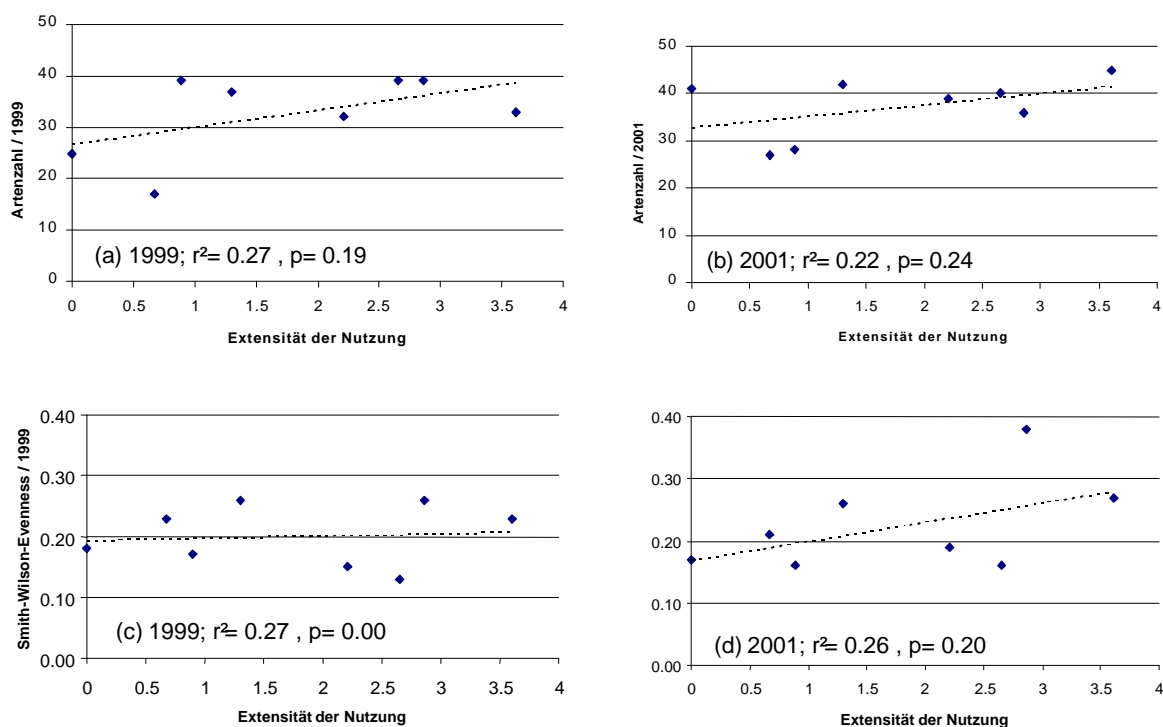 50
40
30
20
10
0
Artenzahl / 1999
(a) 1999; r²= 0.27 , p= 0.19
0 0.5 1 1.5 2 2.5 3 3.5 4
Extensität der Nutzung
50
40
30
20
10
0
Artenzahl / 2001
(b) 2001; r²= 0.22 , p= 0.24
0 0.5 1 1.5 2 2.5 3 3.5 4
Extensität der Nutzung
0.40
0.30
0.20
0.10
0.00
Smith-Wilson-Evenness / 1999
(c) 1999; r²= 0.27 , p= 0.00
0 0.5 1 1.5 2 2.5 3 3.5 4
Extensität der Nutzung
0.40
0.30
0.20
0.10
0.00
(d) 2001; r²= 0.26 , p= 0.20
0 0.5 1 1.5 2 2.5 3 3.5 4
Extensität der Nutzung